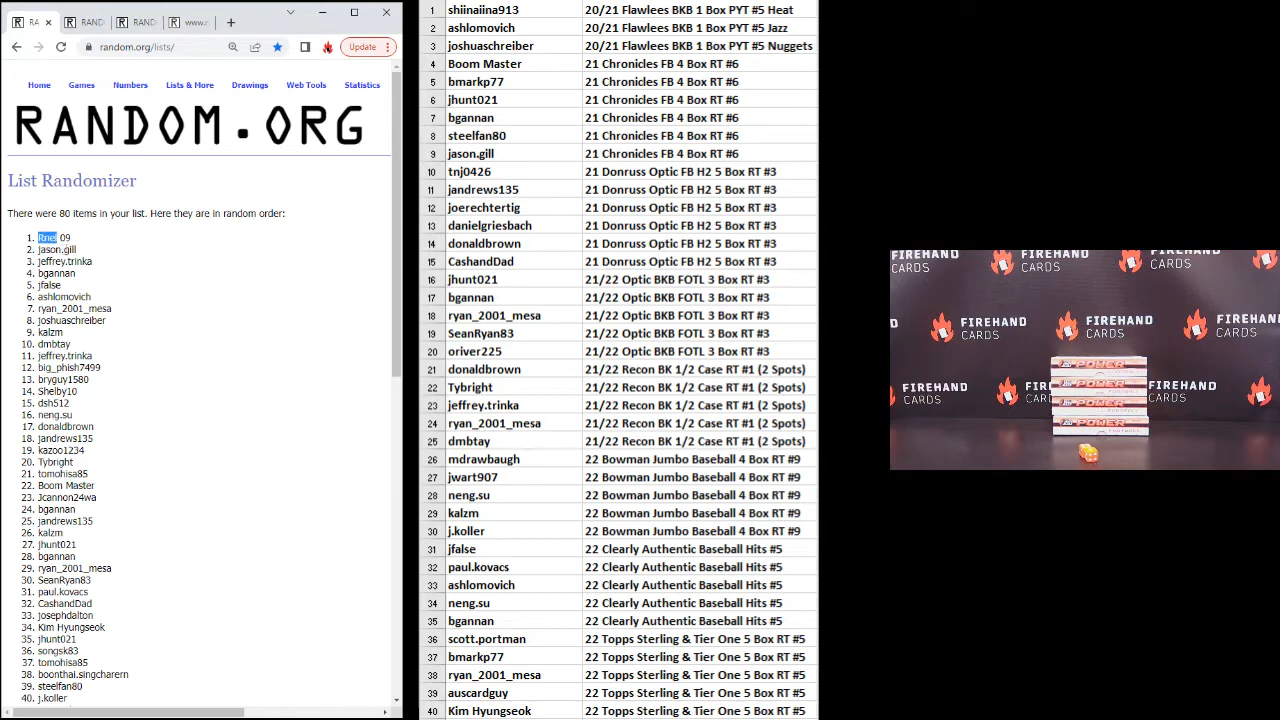 Update
random.org/lists/
Home Games Numbers Lists & More Drawings Web Tools Statistics
RANDOM.ORG
List Randomizer
There were 80 items in your list. Here they are in random order:
1. Rnel 09
2. jason.gill
3. jeffrey.trinka
4. bgannan
5. jfalse
6. ashlomovich
7. ryan_2001_mesa
8. joshuaschreiber
9. kalzm
10. dmbtay
11. jeffrey.trinka
12. big_phish7499
13. bryguy1580
14. Shelby10
15. dsh512
16. neng.su
17. donaldbrown
18. jandrews135
19. kazoo1234
20. Tybright
21. tomohisa85
22. Boom Master
23. Jcannon24wa
24. bgannan
25. jandrews135
26. kalzm
27. jhunt021
28. bgannan
29. ryan_2001_mesa
30. SeanRyan83
31. paul.kovacs
32. CashandDad
33. josephdalton
34. Kim Hyungseok
35. jhunt021
36. songsk83
37. tomohisa85
38. boonthai.singcharern
39. steelfan80
40. j.koller
1 shiinaiina913 20/21 Flawlees BKB 1 Box PYT #5 Heat
2 ashlomovich 20/21 Flawlees BKB 1 Box PYT #5 Jazz
3 joshuaschreiber 20/21 Flawlees BKB 1 Box PYT #5 Nuggets
4 Boom Master 21 Chronicles FB 4 Box RT #6
5 bmarkp77 21 Chronicles FB 4 Box RT #6
6 jhunt021 21 Chronicles FB 4 Box RT #6
7 bgannan 21 Chronicles FB 4 Box RT #6
8 steelfan80 21 Chronicles FB 4 Box RT #6
9 jason.gill 21 Chronicles FB 4 Box RT #6
10 tnj0426 21 Donruss Optic FB H2 5 Box RT #3
11 jandrews135 21 Donruss Optic FB H2 5 Box RT #3
12 joerechtertig 21 Donruss Optic FB H2 5 Box RT #3
13 danielgriesbach 21 Donruss Optic FB H2 5 Box RT #3
14 donaldbrown 21 Donruss Optic FB H2 5 Box RT #3
15 CashandDad 21 Donruss Optic FB H2 5 Box RT #3
16 jhunt021 21/22 Optic BKB FOTL 3 Box RT #3
17 bgannan 21/22 Optic BKB FOTL 3 Box RT #3
18 ryan_2001_mesa 21/22 Optic BKB FOTL 3 Box RT #3
19 SeanRyan83 21/22 Optic BKB FOTL 3 Box RT #3
20 oriver225 21/22 Optic BKB FOTL 3 Box RT #3
21 donaldbrown 21/22 Recon BK 1/2 Case RT #1 (2 Spots)
22 Tybright 21/22 Recon BK 1/2 Case RT #1 (2 Spots)
23 jeffrey.trinka 21/22 Recon BK 1/2 Case RT #1 (2 Spots)
24 ryan_2001_mesa 21/22 Recon BK 1/2 Case RT #1 (2 Spots)
25 dmbtay 21/22 Recon BK 1/2 Case RT #1 (2 Spots)
26 mdrawbaugh 22 Bowman Jumbo Baseball 4 Box RT #9
27 jwart907 22 Bowman Jumbo Baseball 4 Box RT #9
28 neng.su 22 Bowman Jumbo Baseball 4 Box RT #9
29 kalzm 22 Bowman Jumbo Baseball 4 Box RT #9
30 j.koller 22 Bowman Jumbo Baseball 4 Box RT #9
31 jfalse 22 Clearly Authentic Baseball Hits #5
32 paul.kovacs 22 Clearly Authentic Baseball Hits #5
33 ashlomovich 22 Clearly Authentic Baseball Hits #5
34 neng.su 22 Clearly Authentic Baseball Hits #5
35 bgannan 22 Clearly Authentic Baseball Hits #5
36 scott.portman 22 Topps Sterling & Tier One 5 Box RT #5
37 bmarkp77 22 Topps Sterling & Tier One 5 Box RT #5
38 ryan_2001_mesa 22 Topps Sterling & Tier One 5 Box RT #5
39 auscardguy 22 Topps Sterling & Tier One 5 Box RT #5
40 Kim Hyungseok 22 Topps Sterling & Tier One 5 Box RT #5
FIREHAND CARDS
POWER